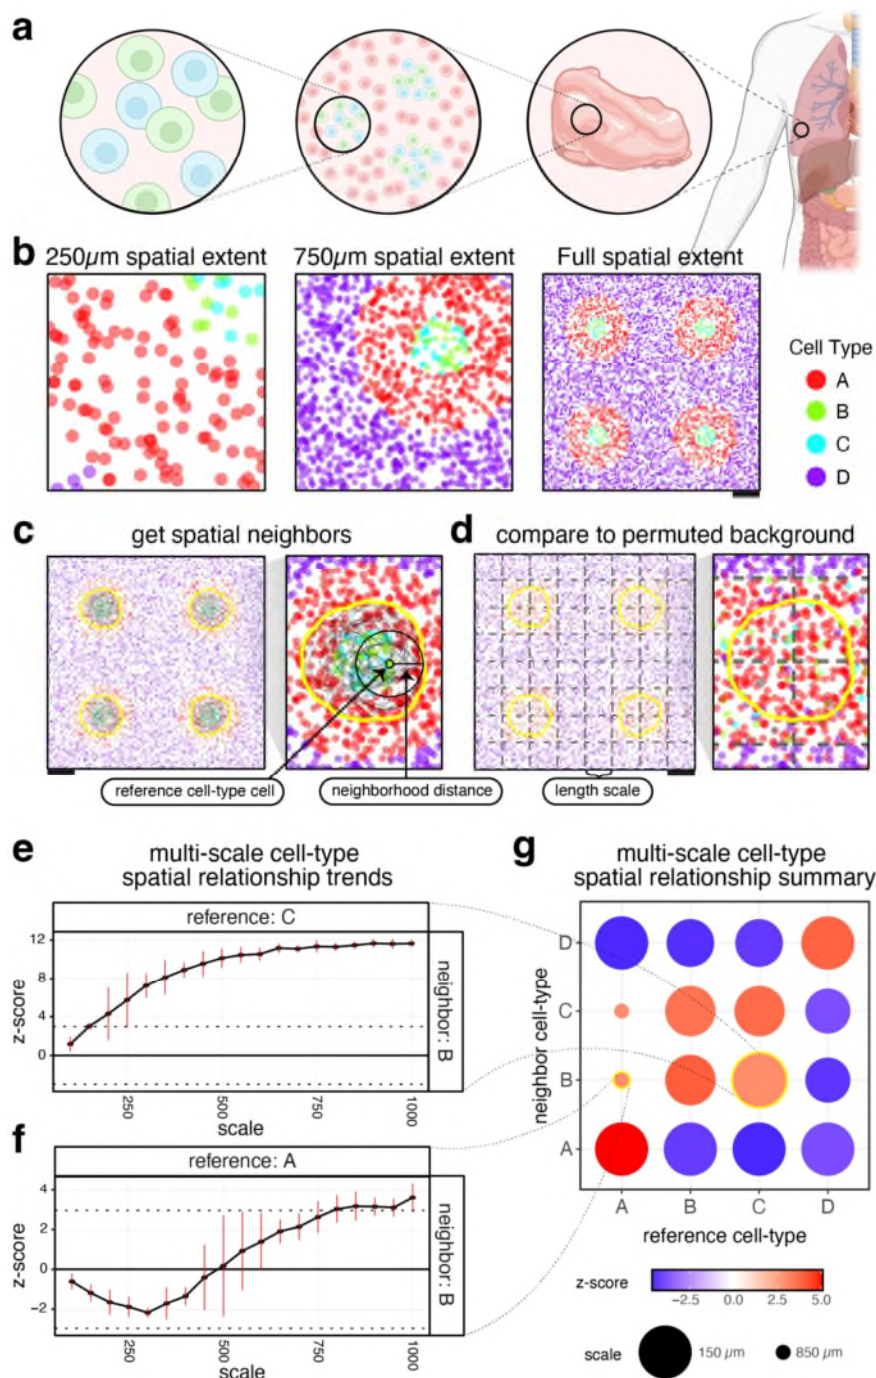 a
b
250µm spatial extent
750µm spatial extent
Full spatial extent
Cell Type
A
B
C
D
c
get spatial neighbors
d
compare to permuted background
reference cell-type cell
neighborhood distance
length scale
e
multi-scale cell-type
spatial relationship trends
reference: C
12
8
4
0
z-score
neighbor: B
250
500
750
1000
scale
f
reference: A
4
2
0
−2
z-score
neighbor: B
250
500
750
1000
scale
g
multi-scale cell-type
spatial relationship summary
D
C
B
A
neighbor cell-type
A
B
C
D
reference cell-type
z-score
−2.5
0.0
2.5
5.0
scale
150 µm
850 µm